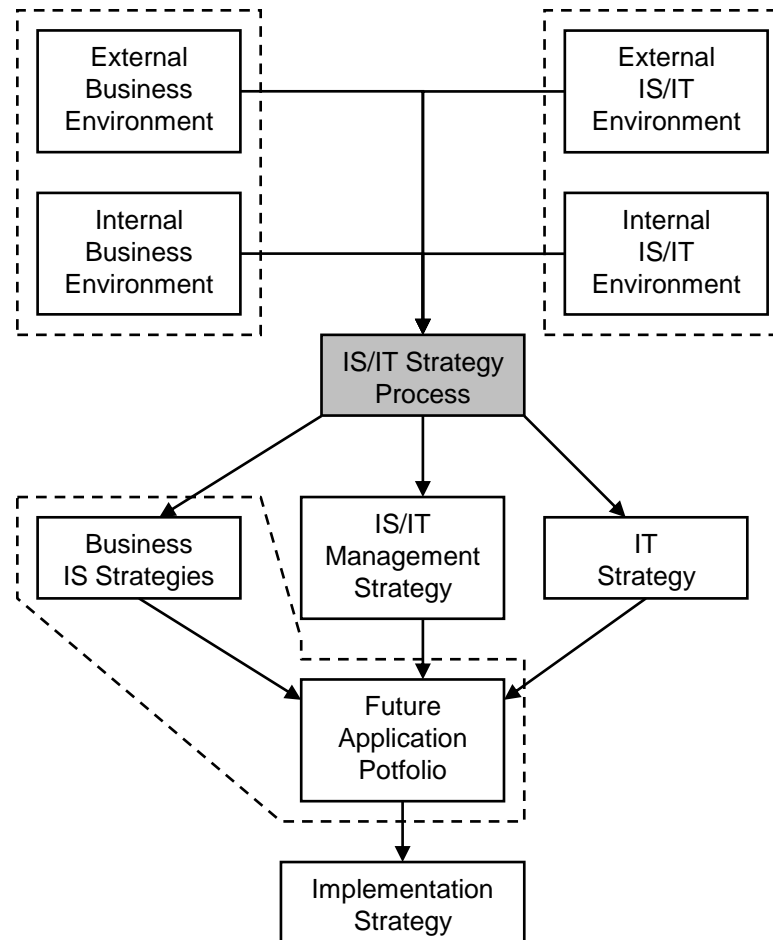 External
Business
Environment
External
IS/IT
Environment
Internal
Business
Environment
Internal
IS/IT
Environment
IS/IT Strategy
Process
Business
IS Strategies
IS/IT
Management
Strategy
IT
Strategy
Future
Application
Potfolio
Implementation
Strategy